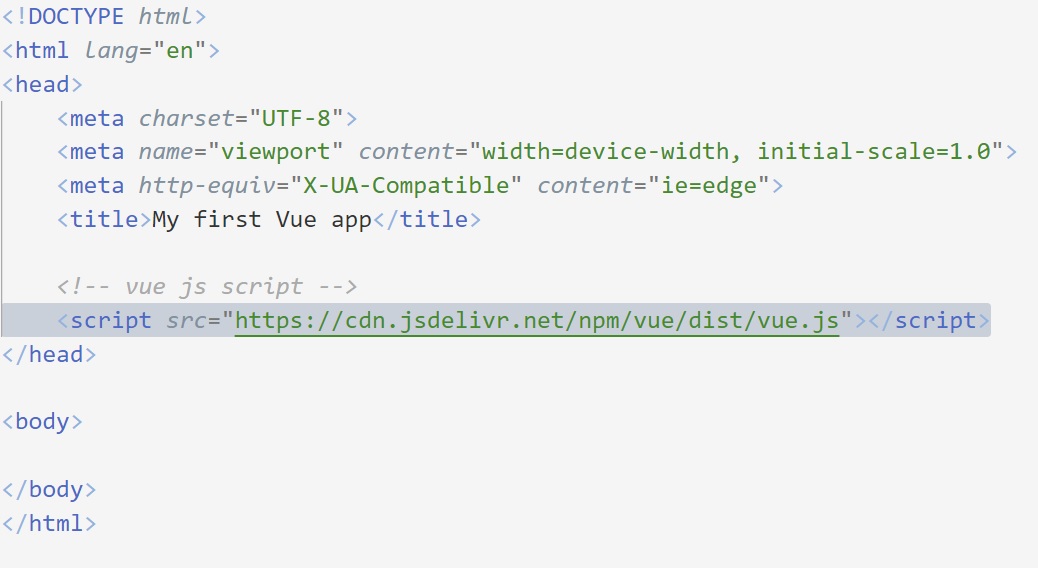 <!DOCTYPE html>
<html lang="en">
<head>
    <meta charset="UTF-8">
    <meta name="viewport" content="width=device-width, initial-scale=1.0">
    <meta http-equiv="X-UA-Compatible" content="ie=edge">
    <title>My first Vue app</title>

    <!-- vue js script -->
    <script src="https://cdn.jsdelivr.net/npm/vue/dist/vue.js"></script>
</head>

<body>

</body>
</html>